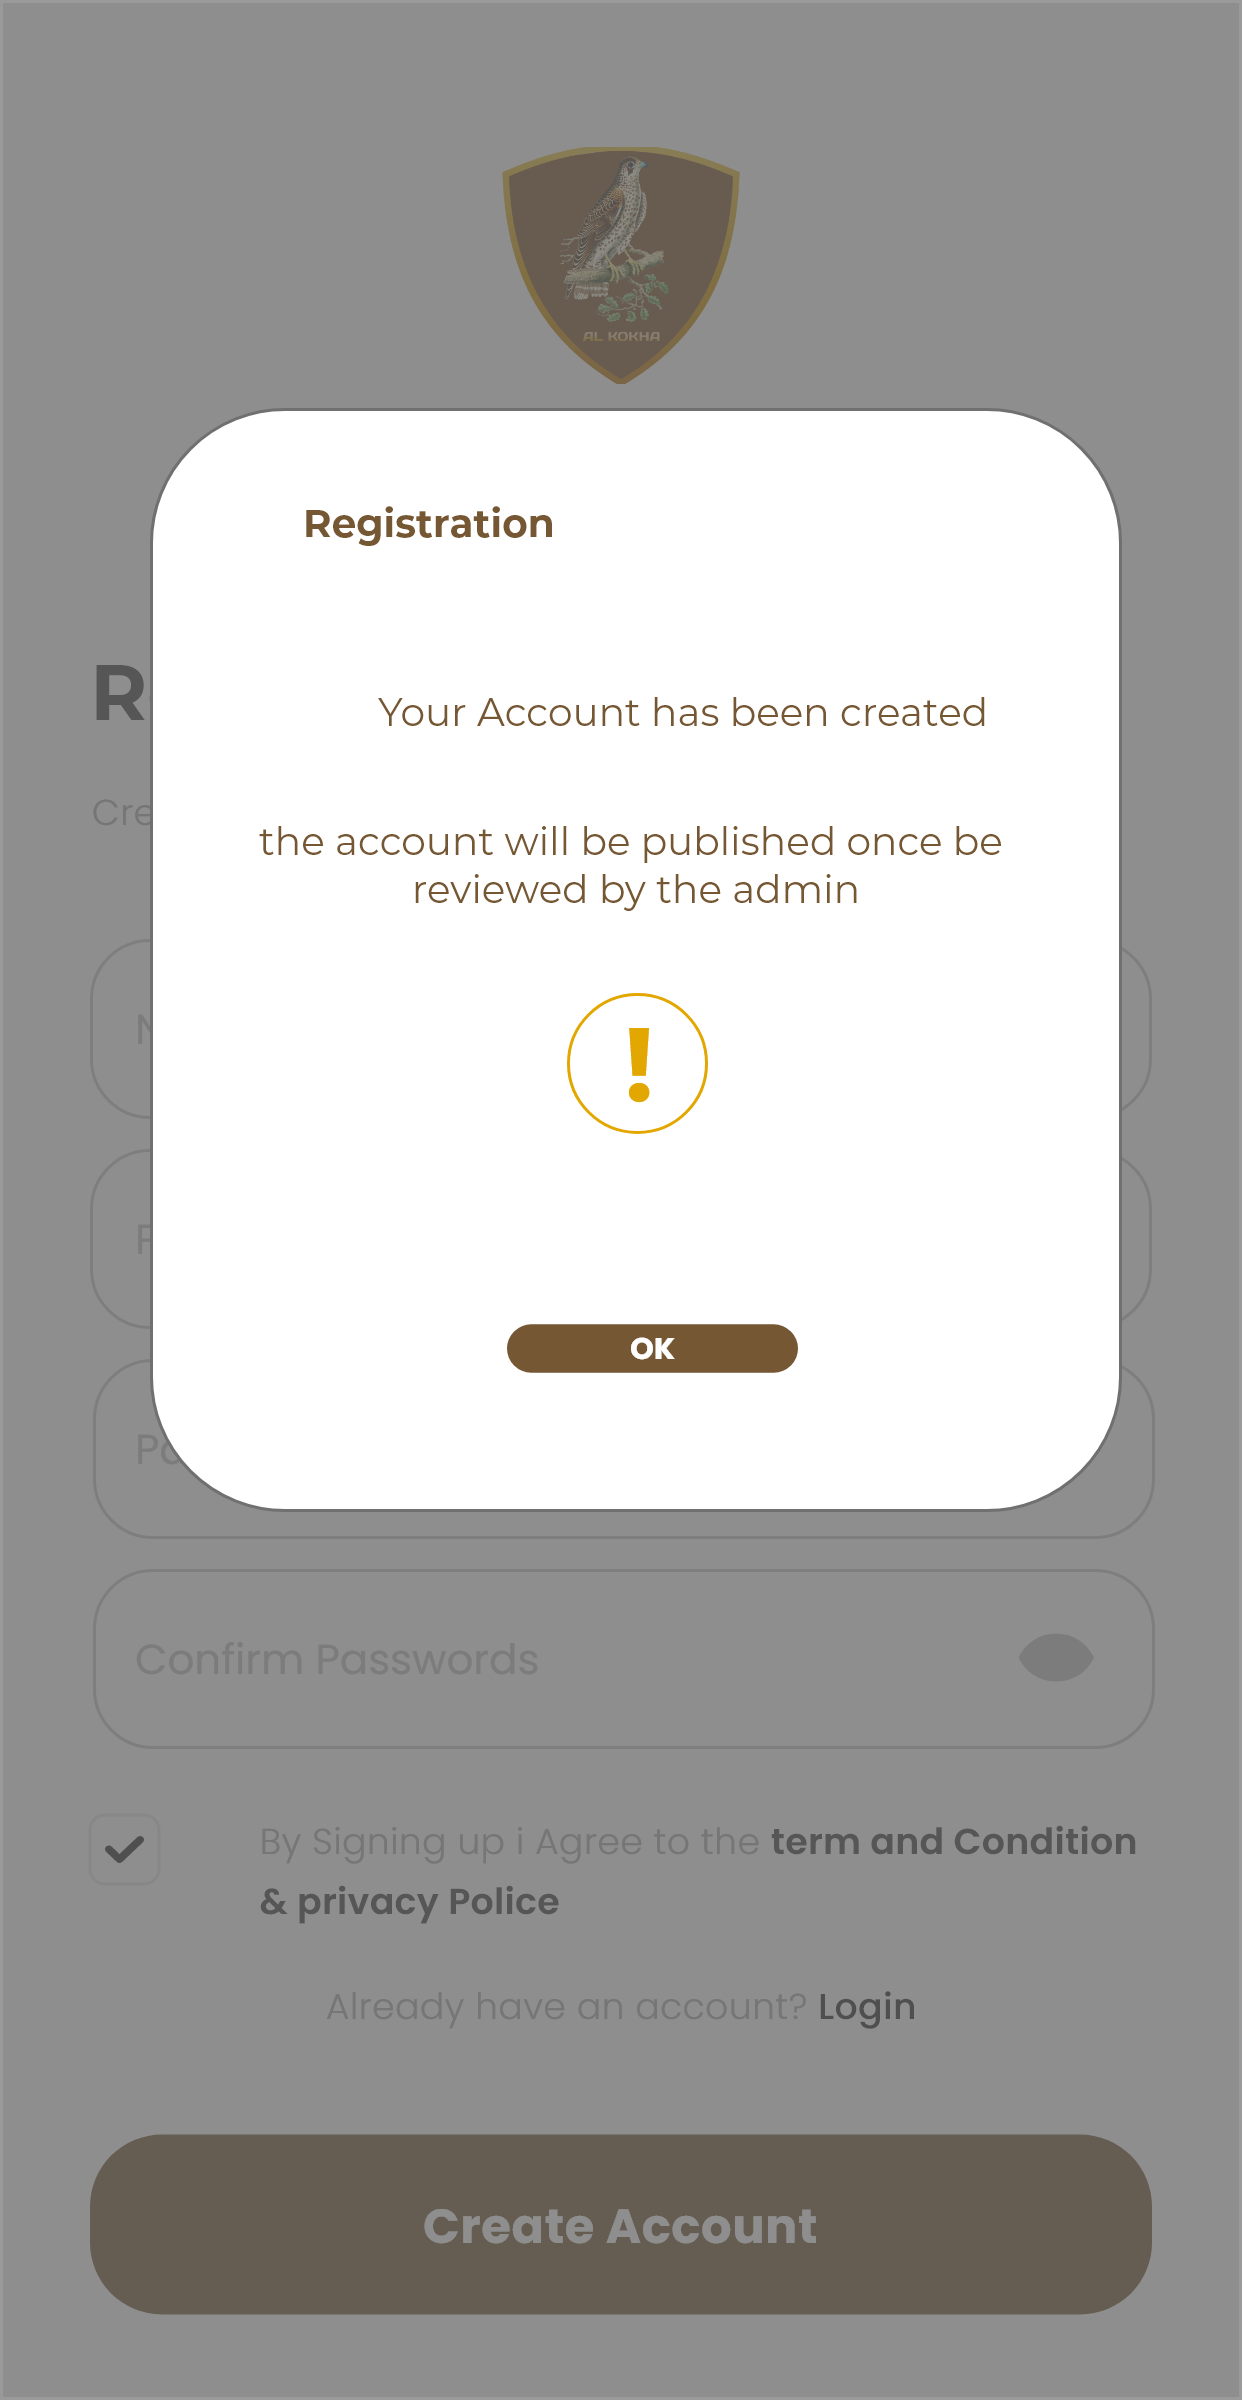 AL KOKHA
Registration
Your Account has been created
the account will be published once be
reviewed by the admin
OK
Confirm Passwords
By Signing up i Agree to the term and Condition
& privacy Police
Already have an account? Login
Create Account